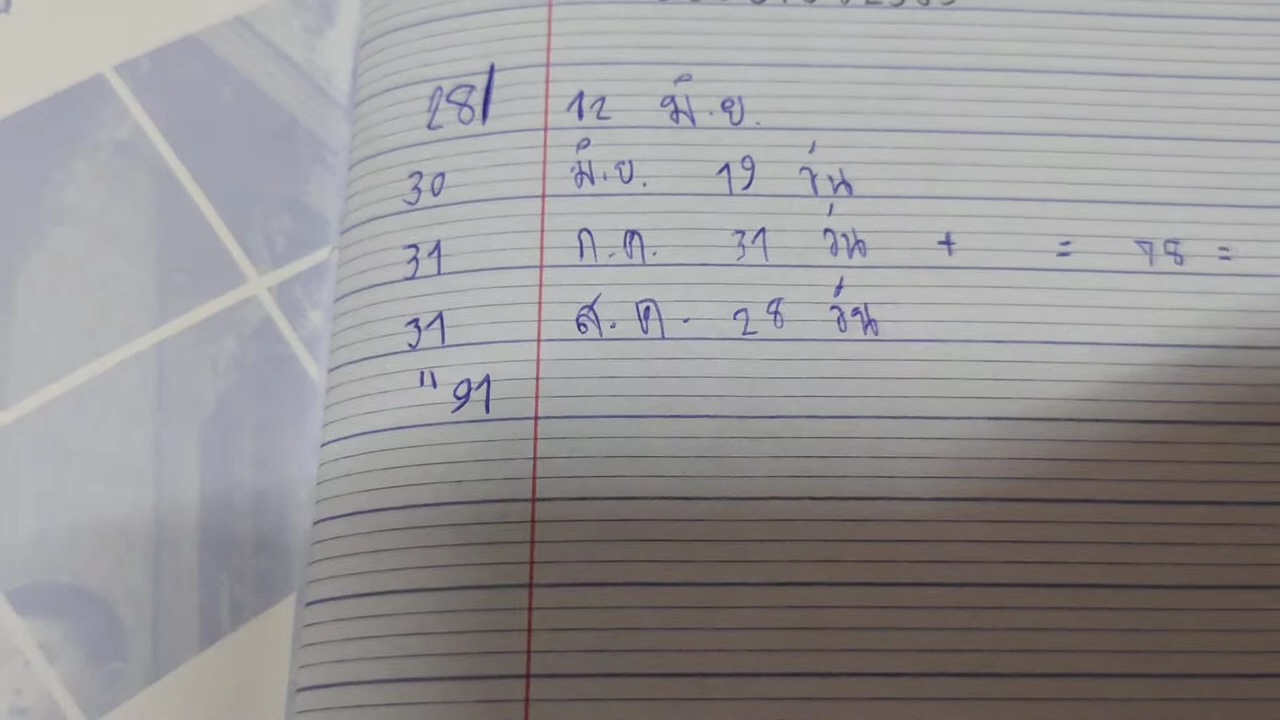 28/ 12 มิ.ย.
30 มิ.ย. 19 วัน
31 ก.ค. 31 วัน + = 78 =
31 ส.ค. 28 วัน
" 91